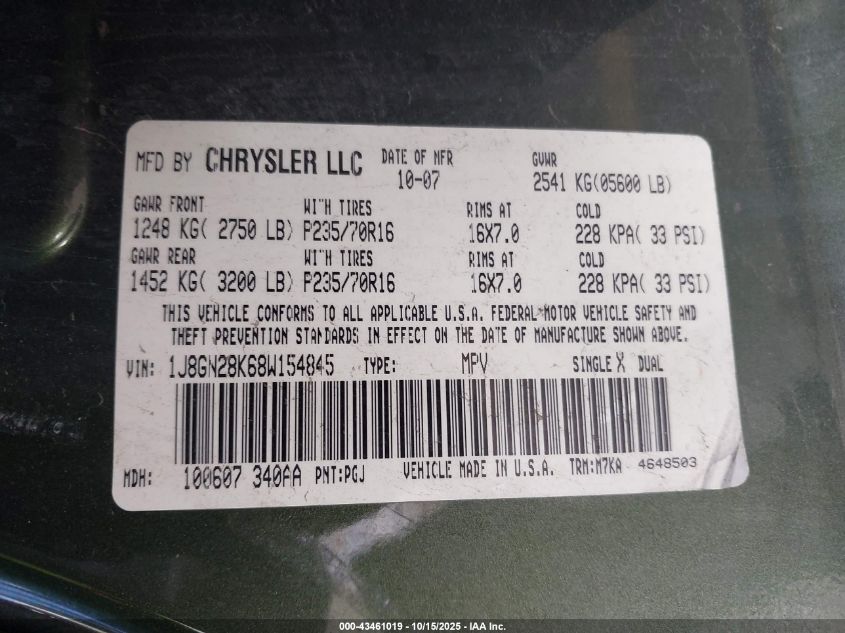 MFD BY CHRYSLER LLC DATE OF MFR GVWR
10-07 2541 KG(05600 LB)
GAWR FRONT WITH TIRES RIMS AT COLD
1248 KG( 2750 LB) P235/70R16 16X7.0 228 KPA( 33 PSI)
GAWR REAR WITH TIRES RIMS AT COLD
1452 KG( 3200 LB) P235/70R16 16X7.0 228 KPA( 33 PSI)
THIS VEHICLE CONFORMS TO ALL APPLICABLE U.S.A. FEDERAL MOTOR VEHICLE SAFETY AND
THEFT PREVENTION STANDARDS IN EFFECT ON THE DATE OF MANUFACTURE SHOWN ABOVE.
VIN: 1J8GN28K68W154845 TYPE: MPV SINGLE X DUAL
MDH: 100607 340AA PNT:PGJ VEHICLE MADE IN U.S.A. TRM:M7KA 4648503
000-43461019 - 10/15/2025 - IAA Inc.